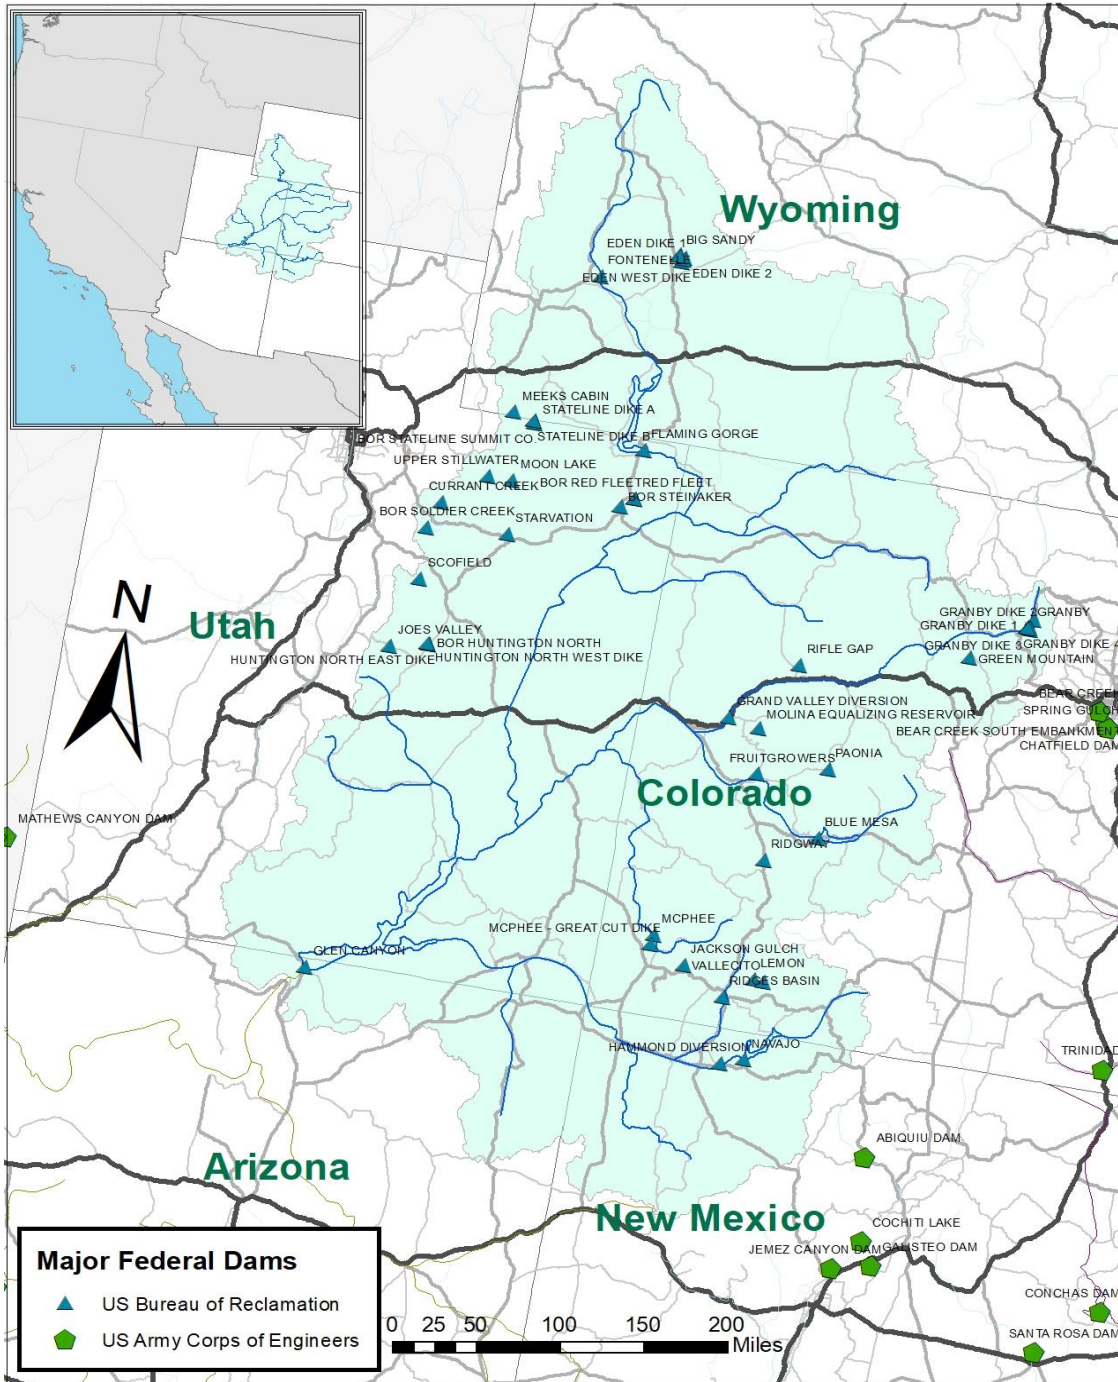 Wyoming
EDEN DIKE 1
BIG SANDY
FONTENELLE
EDEN WEST DIKE
EDEN DIKE 2
MEEKS CABIN
STATELINE DIKE A
BOR STATELINE SUMMIT CO.
STATELINE DIKE B
FLAMING GORGE
UPPER STILLWATER
MOON LAKE
CURRANT CREEK
BOR RED FLEET
RED FLEET
BOR STEINAKER
BOR SOLDIER CREEK
STARVATION
SCOFIELD
N
Utah
JOES VALLEY
BOR HUNTINGTON NORTH
HUNTINGTON NORTH EAST DIKE
HUNTINGTON NORTH WEST DIKE
GRANBY DIKE 2
GRANBY
GRANBY DIKE 1
GRANBY DIKE 3
GRANBY DIKE 4
GREEN MOUNTAIN
RIFLE GAP
GRAND VALLEY DIVERSION
MOLINA EQUALIZING RESERVOIR
BEAR CREEK
SPRING GULCH
BEAR CREEK SOUTH EMBANKMENT
CHATFIELD DAM
FRUITGROWERS
PAONIA
Colorado
MATHEWS CANYON DAM
BLUE MESA
RIDGWAY
MCPHEE
MCPHEE - GREAT CUT DIKE
GLEN CANYON
JACKSON GULCH
VALLECITO
LEMON
RIDGES BASIN
HAMMOND DIVERSION
NAVAJO
TRINIDAD
ABIQUIU DAM
Arizona
New Mexico
COCHITI LAKE
JEMEZ CANYON DAM
GALISTEO DAM
CONCHAS DAM
SANTA ROSA DAM
Major Federal Dams
US Bureau of Reclamation
US Army Corps of Engineers
0 25 50 100 150 200
Miles